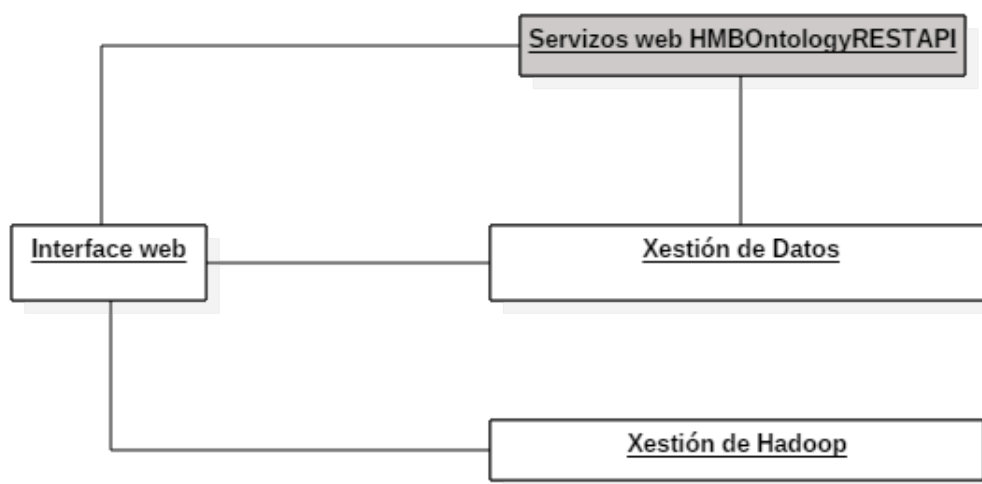 Servizos web HMBOntologyRESTAPI
Interface web
Xestión de Datos
Xestión de Hadoop